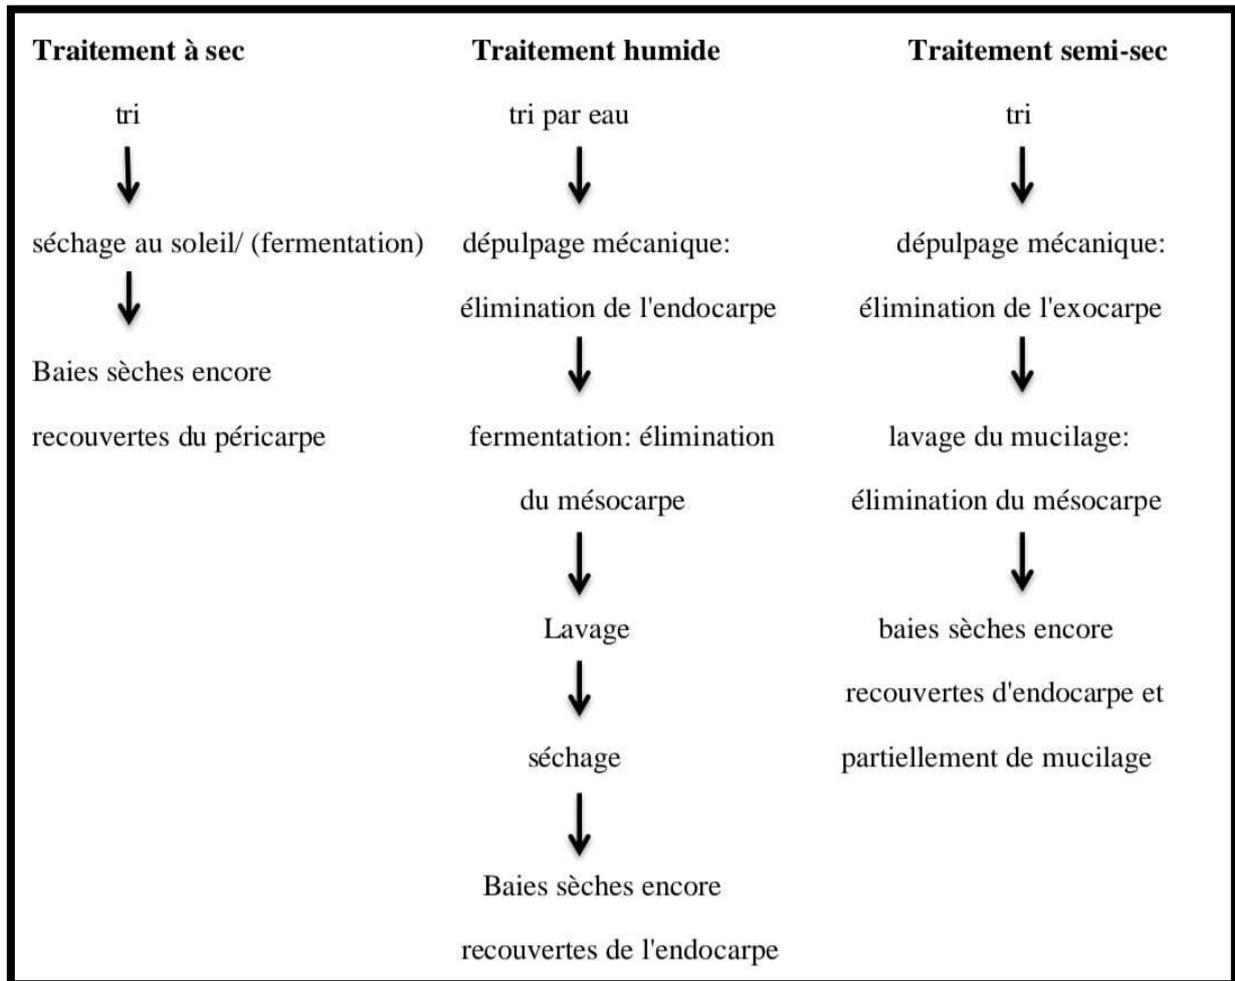 Traitement à sec
tri
séchage au soleil/ (fermentation)
Baies sèches encore
recouvertes du péricarpe
Traitement humide
tri par eau
dépulpage mécanique:
élimination de l'endocarpe
fermentation: élimination
du mésocarpe
Lavage
séchage
Baies sèches encore
recouvertes de l'endocarpe
Traitement semi-sec
tri
dépulpage mécanique:
élimination de l'exocarpe
lavage du mucilage:
élimination du mésocarpe
baies sèches encore
recouvertes d'endocarpe et
partiellement de mucilage